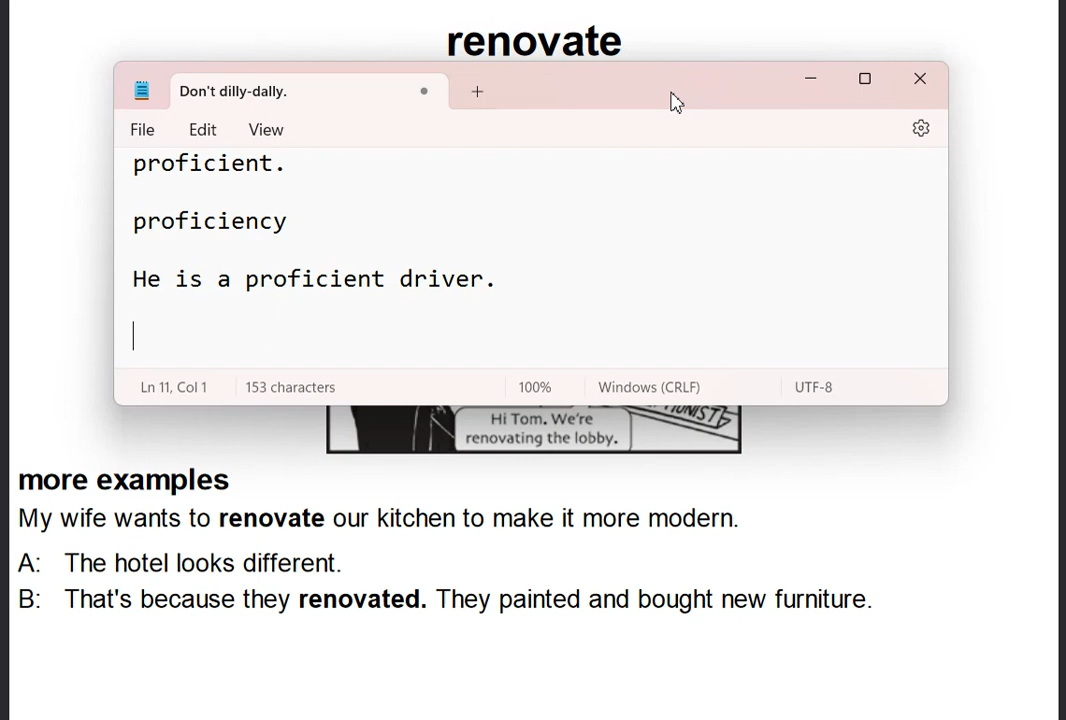 renovate
Don't dilly-dally.
File Edit View
proficient.
proficiency
He is a proficient driver.
Ln 11, Col 1 153 characters 100% Windows (CRLF) UTF-8
Hi Tom. We're
renovating the lobby.
more examples
My wife wants to renovate our kitchen to make it more modern.
A: The hotel looks different.
B: That's because they renovated. They painted and bought new furniture.